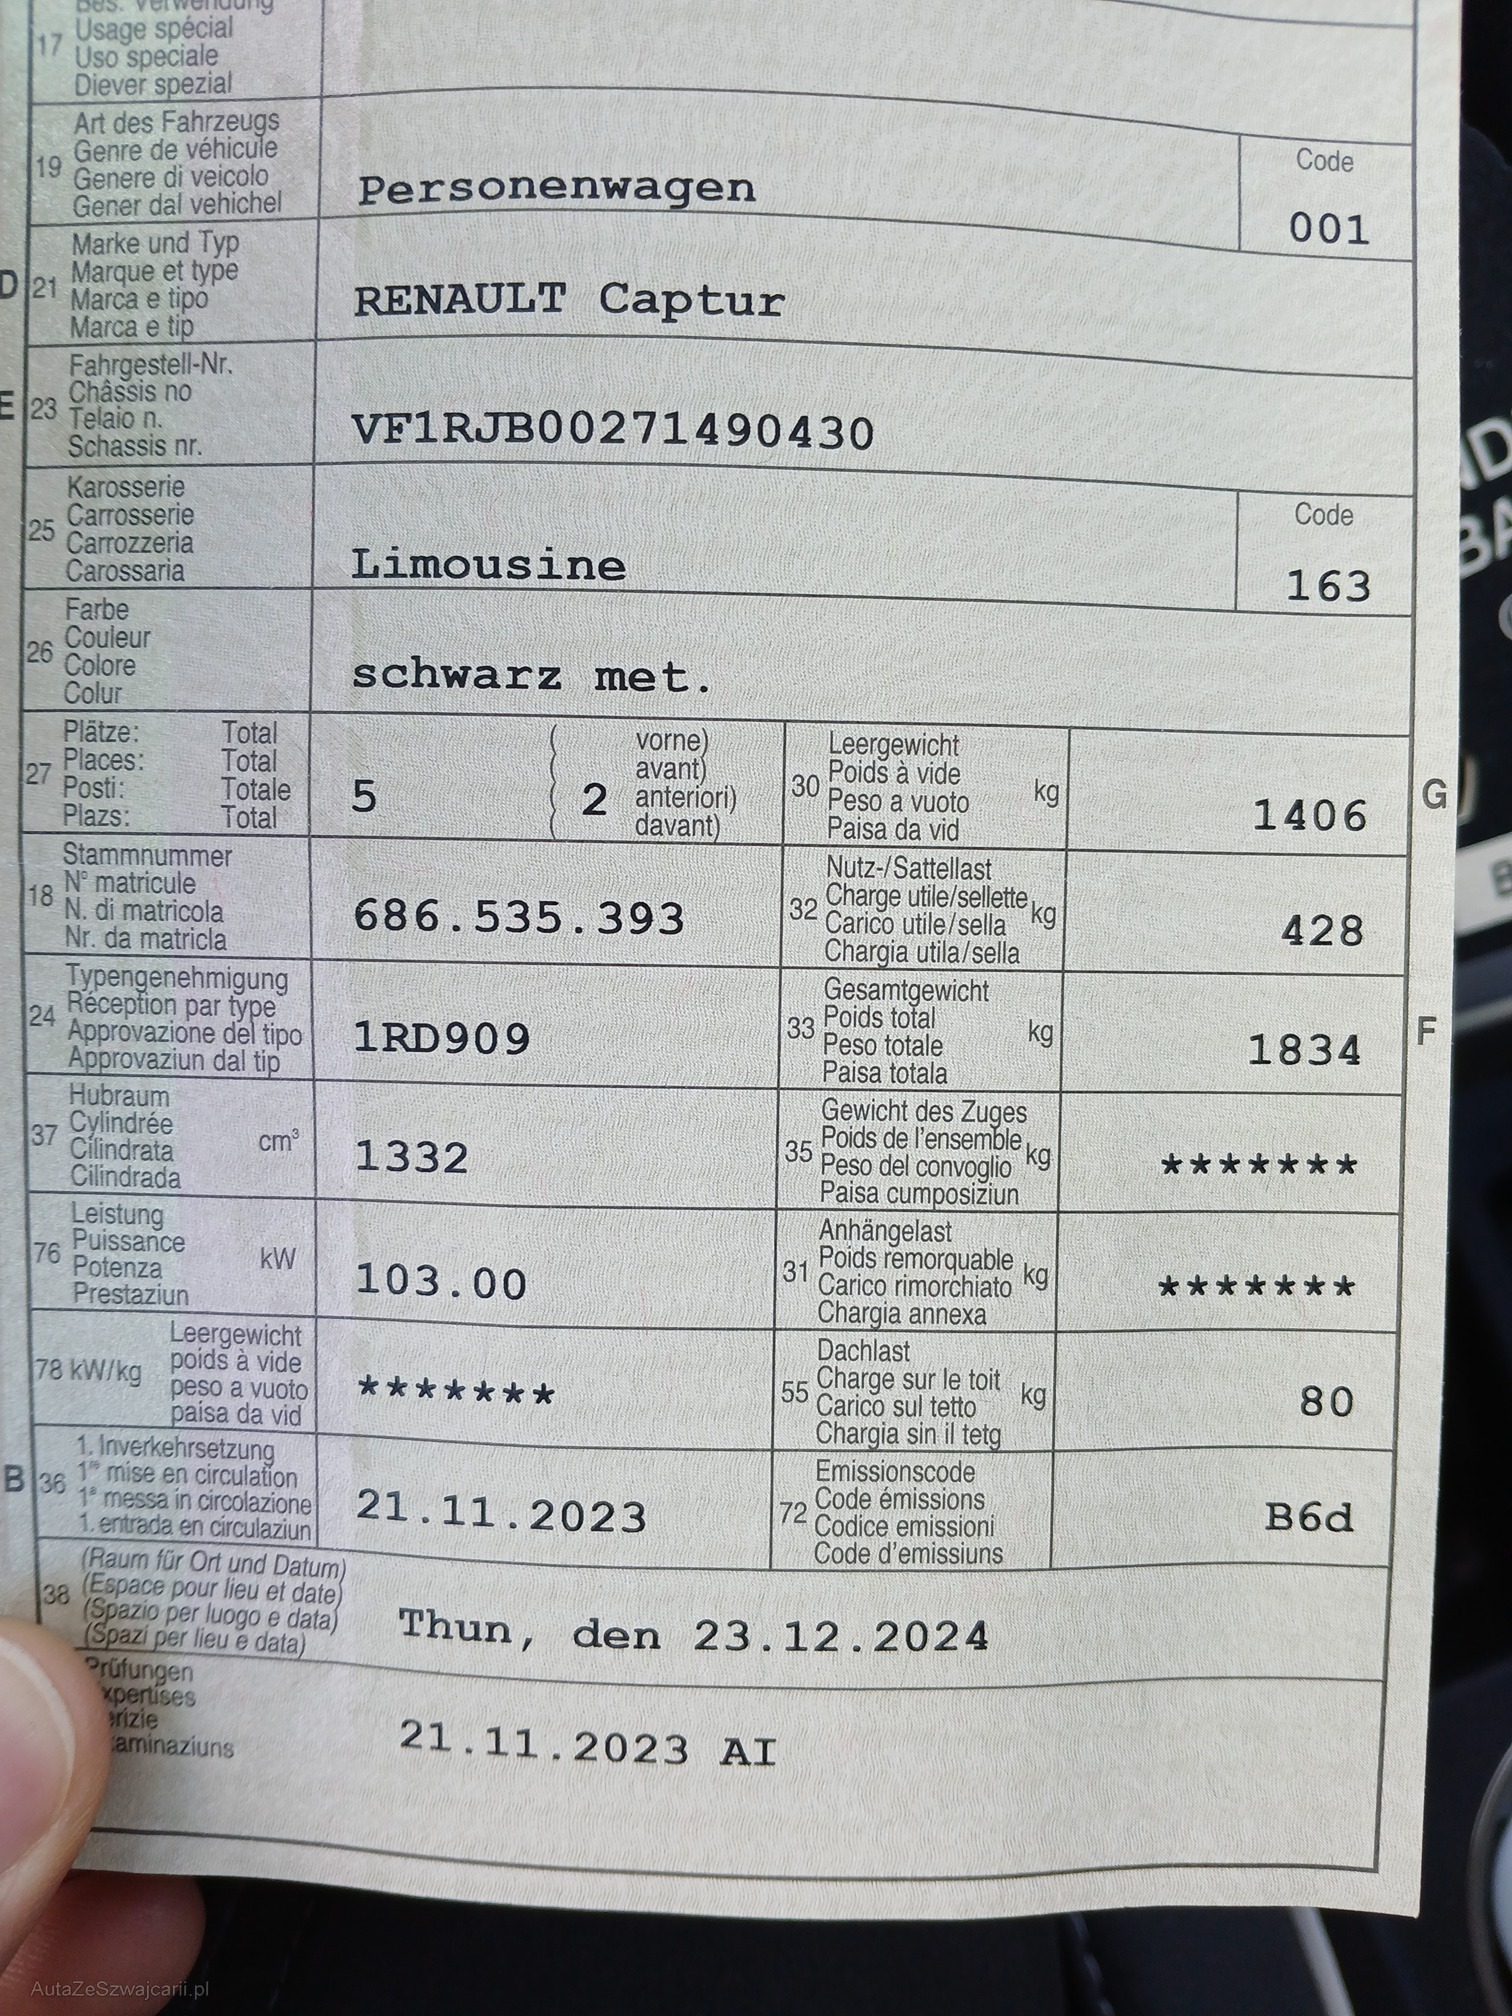 Bes. Verwendung
17 Usage spécial
Uso speciale
Diever spezial
19 Art des Fahrzeugs
Genre de véhicule
Genere di veicolo
Gener dal vehichel
Personenwagen
Code
001
D 21 Marke und Typ
Marque et type
Marca e tipo
Marca e tip
RENAULT Captur
E 23 Fahrgestell-Nr.
Châssis no
Telaio n.
Schassis nr.
VF1RJB00271490430
25 Karosserie
Carrosserie
Carrozzeria
Carossaria
Limousine
Code
163
26 Farbe
Couleur
Colore
Colur
schwarz met.
27 Plätze: Total
Places: Total
Posti: Totale
Plazs: Total
5
( 2 vorne)
avant)
anteriori)
davant)
30 Leergewicht
Poids à vide
Peso a vuoto
Paisa da vid
kg
1406
G
18 Stammnummer
N° matricule
N. di matricola
Nr. da matricla
686.535.393
32 Nutz-/Sattellast
Charge utile/sellette
Carico utile/sella
Chargia utila/sella
kg
428
24 Typengenehmigung
Réception par type
Approvazione del tipo
Approvaziun dal tip
1RD909
33 Gesamtgewicht
Poids total
Peso totale
Paisa totala
kg
1834
F
37 Hubraum
Cylindrée
Cilindrata
Cilindrada
cm³
1332
35 Gewicht des Zuges
Poids de l'ensemble
Peso del convoglio
Paisa cumposiziun
kg
*******
76 Leistung
Puissance
Potenza
Prestaziun
kW
103.00
31 Anhängelast
Poids remorquable
Carico rimorchiato
Chargia annexa
kg
*******
78 kW/kg
Leergewicht
poids à vide
peso a vuoto
paisa da vid
*******
55 Dachlast
Charge sur le toit
Carico sul tetto
Chargia sin il tetg
kg
80
B 36 1. Inverkehrsetzung
1re mise en circulation
1a messa in circolazione
1. entrada en circulaziun
21.11.2023
72 Emissionscode
Code émissions
Codice emissioni
Code d'emissiuns
B6d
38 (Raum für Ort und Datum)
(Espace pour lieu et date)
(Spazio per luogo e data)
(Spazi per lieu e data)
Thun, den 23.12.2024
Prüfungen
xpertises
erizie
aminaziuns
21.11.2023 AI
AutaZeSzwajcarii.pl